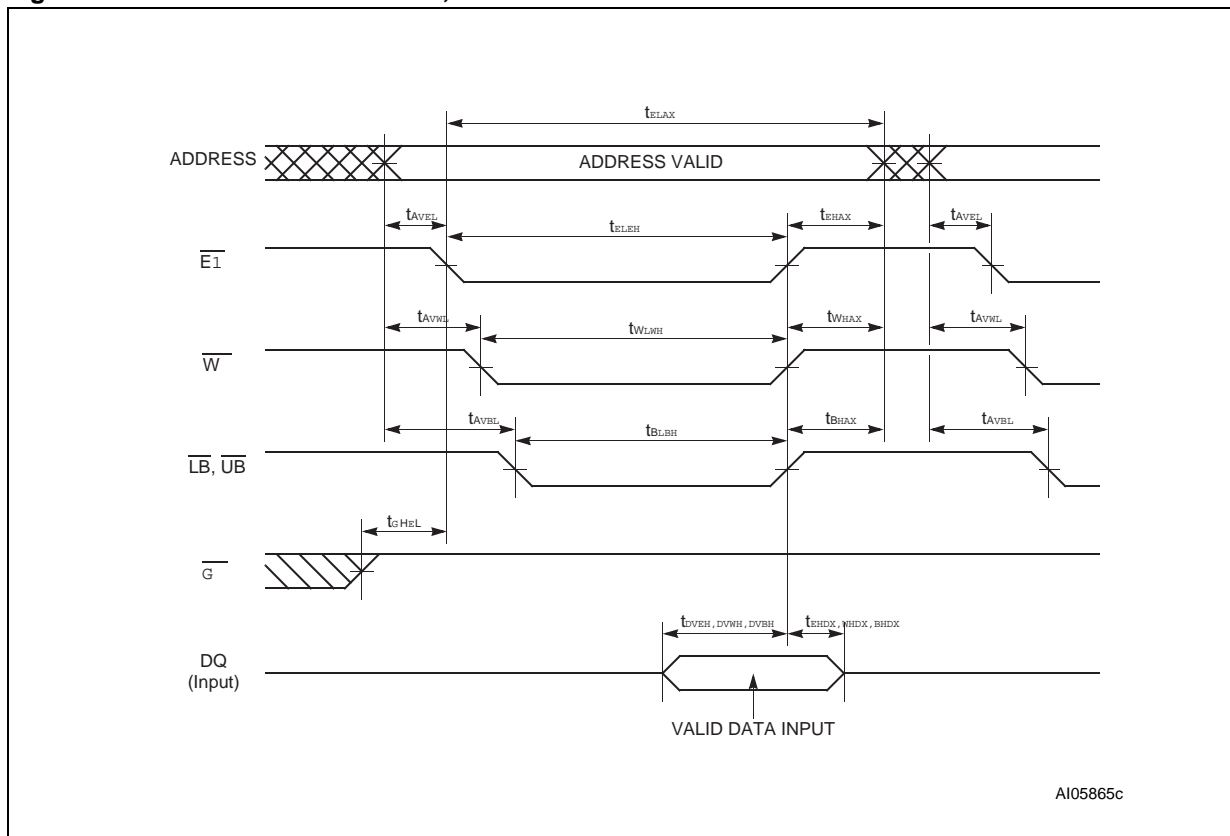 tELAX
ADDRESS
ADDRESS VALID
tAVEL
tELEH
tEHAX
tAVEL
E1
tAVWL
tWLWH
tWHAX
tAVWL
W
tAVBL
tBLBH
tBHAX
tAVBL
LB, UB
tGHEL
G
tDVEH, DVWH, DVBH
tEHDX, WHDX, BHDX
DQ
(Input)
VALID DATA INPUT
AI05865c